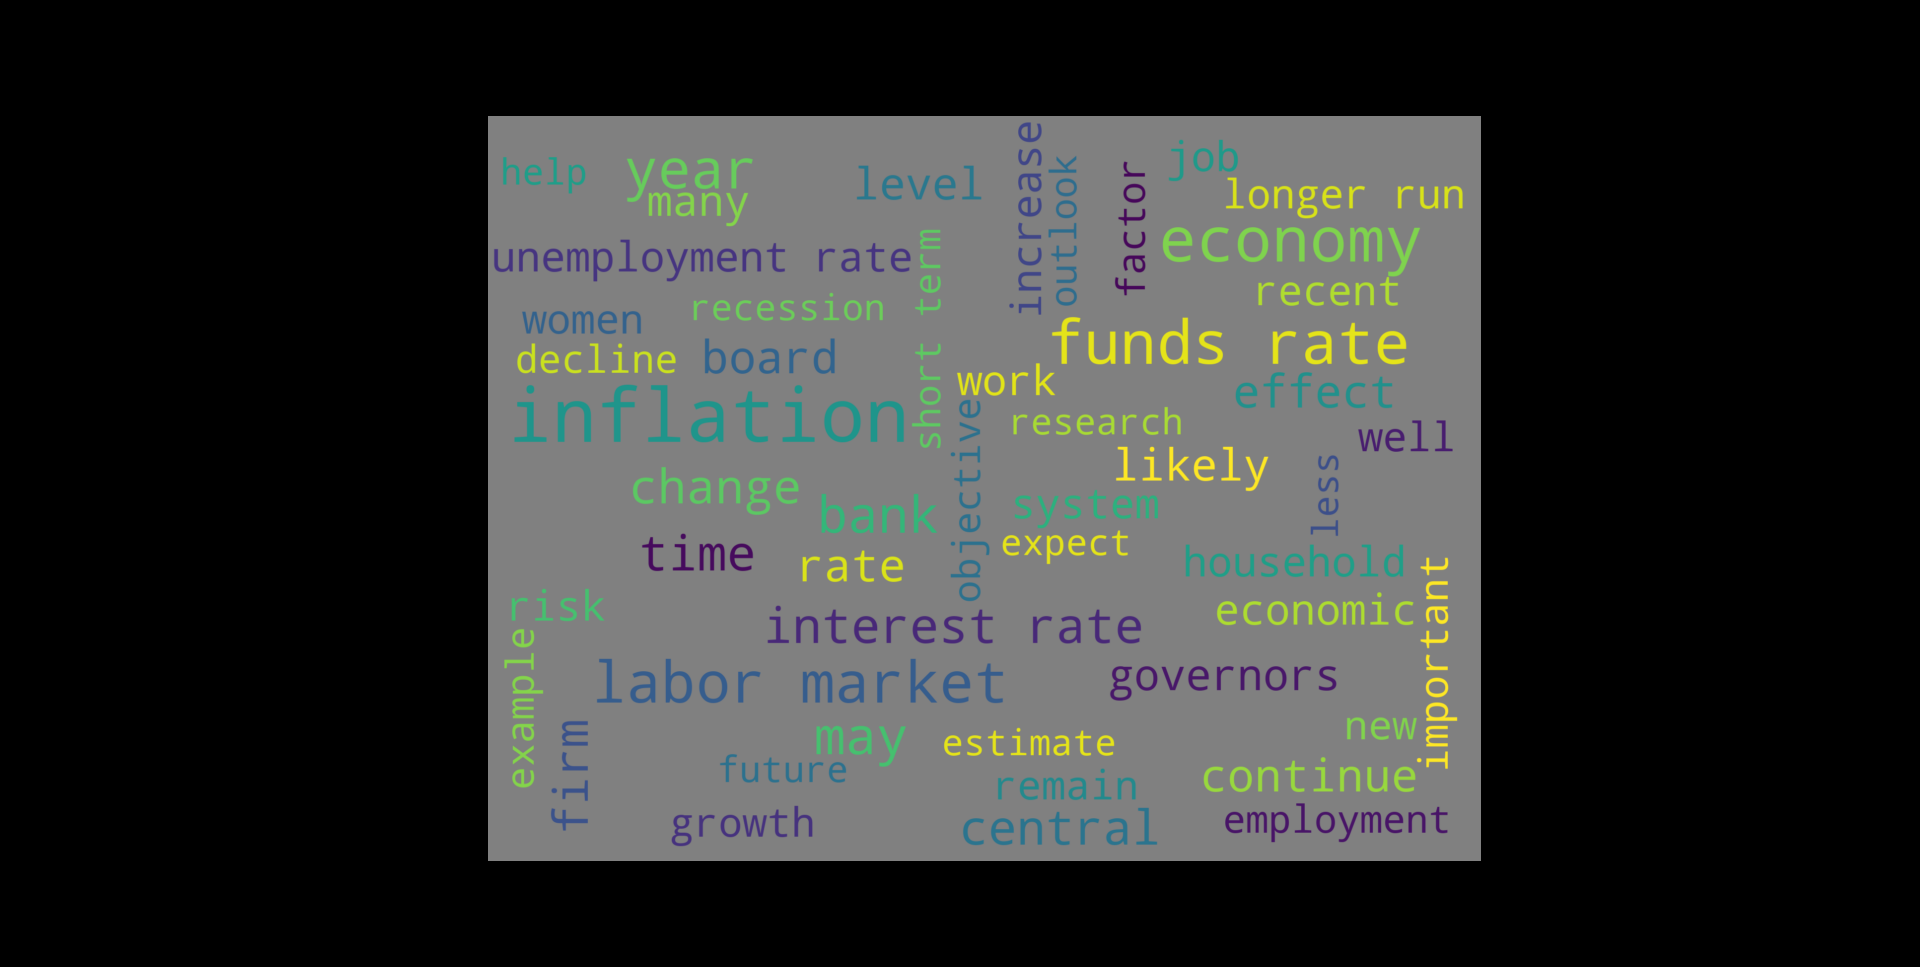 help
year
many
level
increase
outlook
factor
job
longer run
economy
unemployment rate
short term
recent
women
recession
funds rate
decline
board
work
effect
inflation
research
objective
well
likely
less
change
bank
system
time
rate
expect
household
important
risk
interest rate
economic
example
labor market
governors
firm
may
estimate
new
future
remain
continue
growth
central
employment